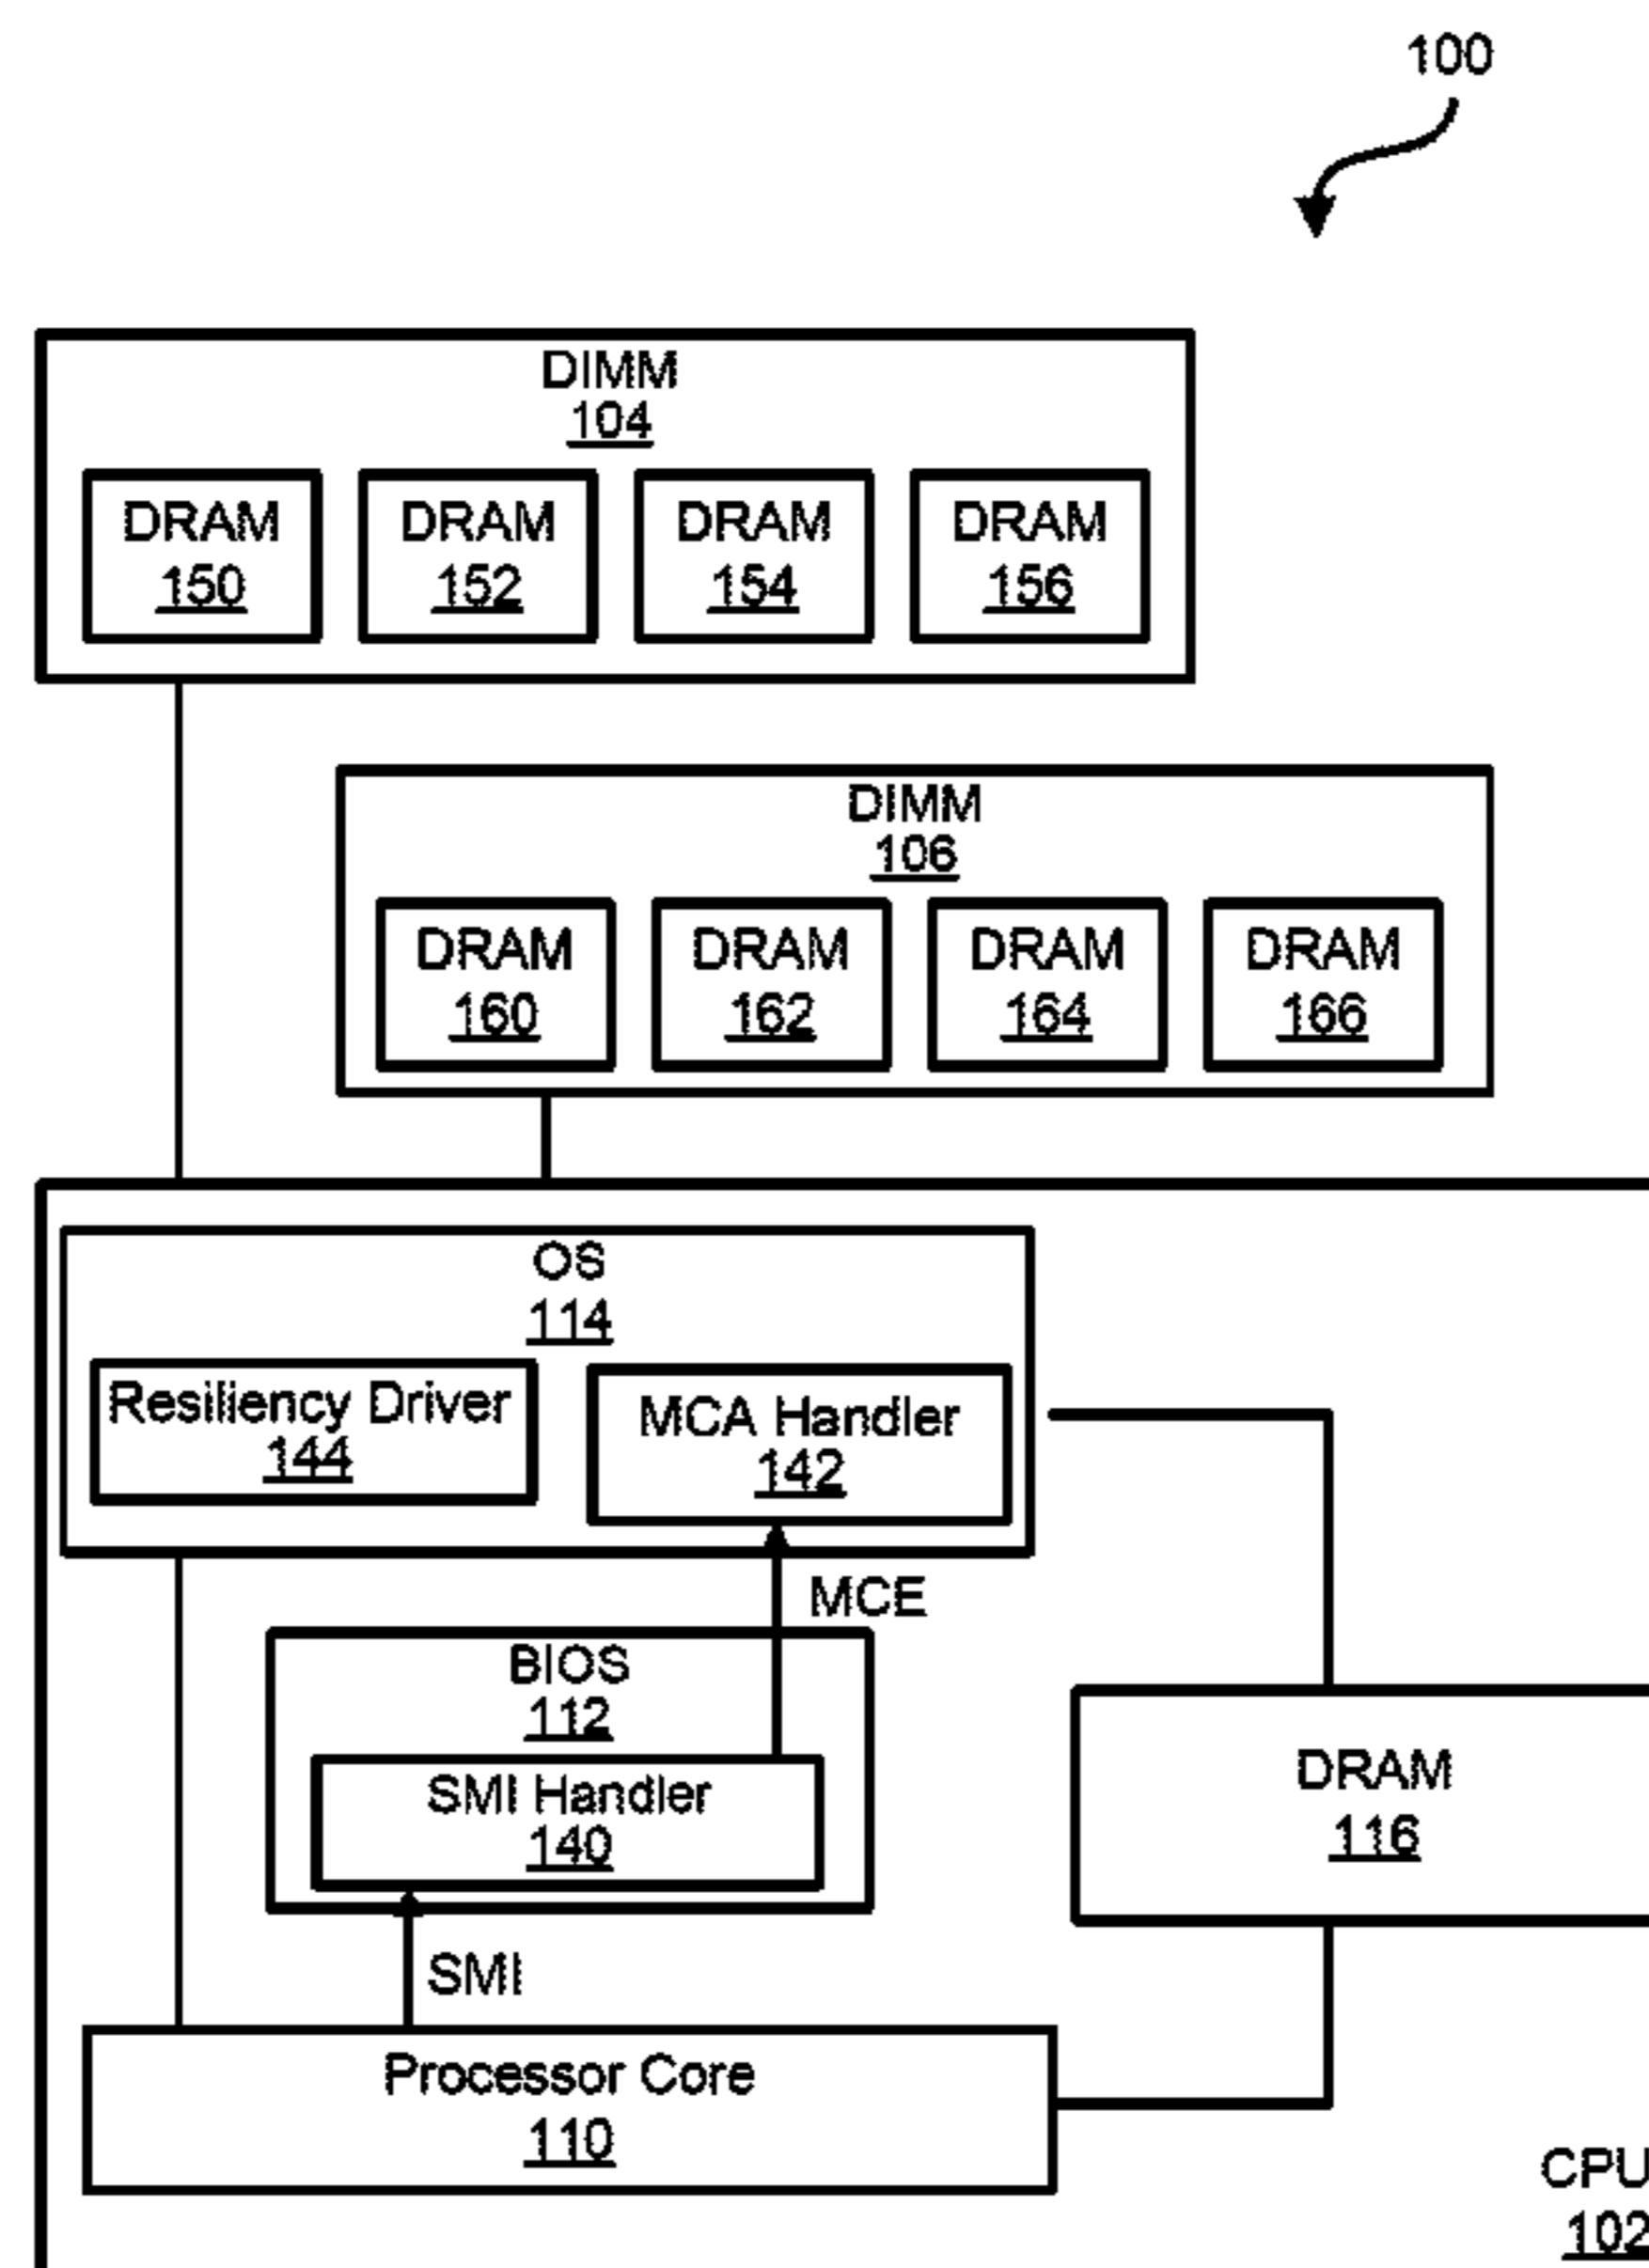 100
DIMM
104
DRAM
150
DRAM
152
DRAM
154
DRAM
156
DIMM
106
DRAM
160
DRAM
162
DRAM
164
DRAM
166
OS
114
Resiliency Driver
144
MCA Handler
142
MCE
BIOS
112
SMI Handler
140
DRAM
116
SMI
Processor Core
110
CPU
102